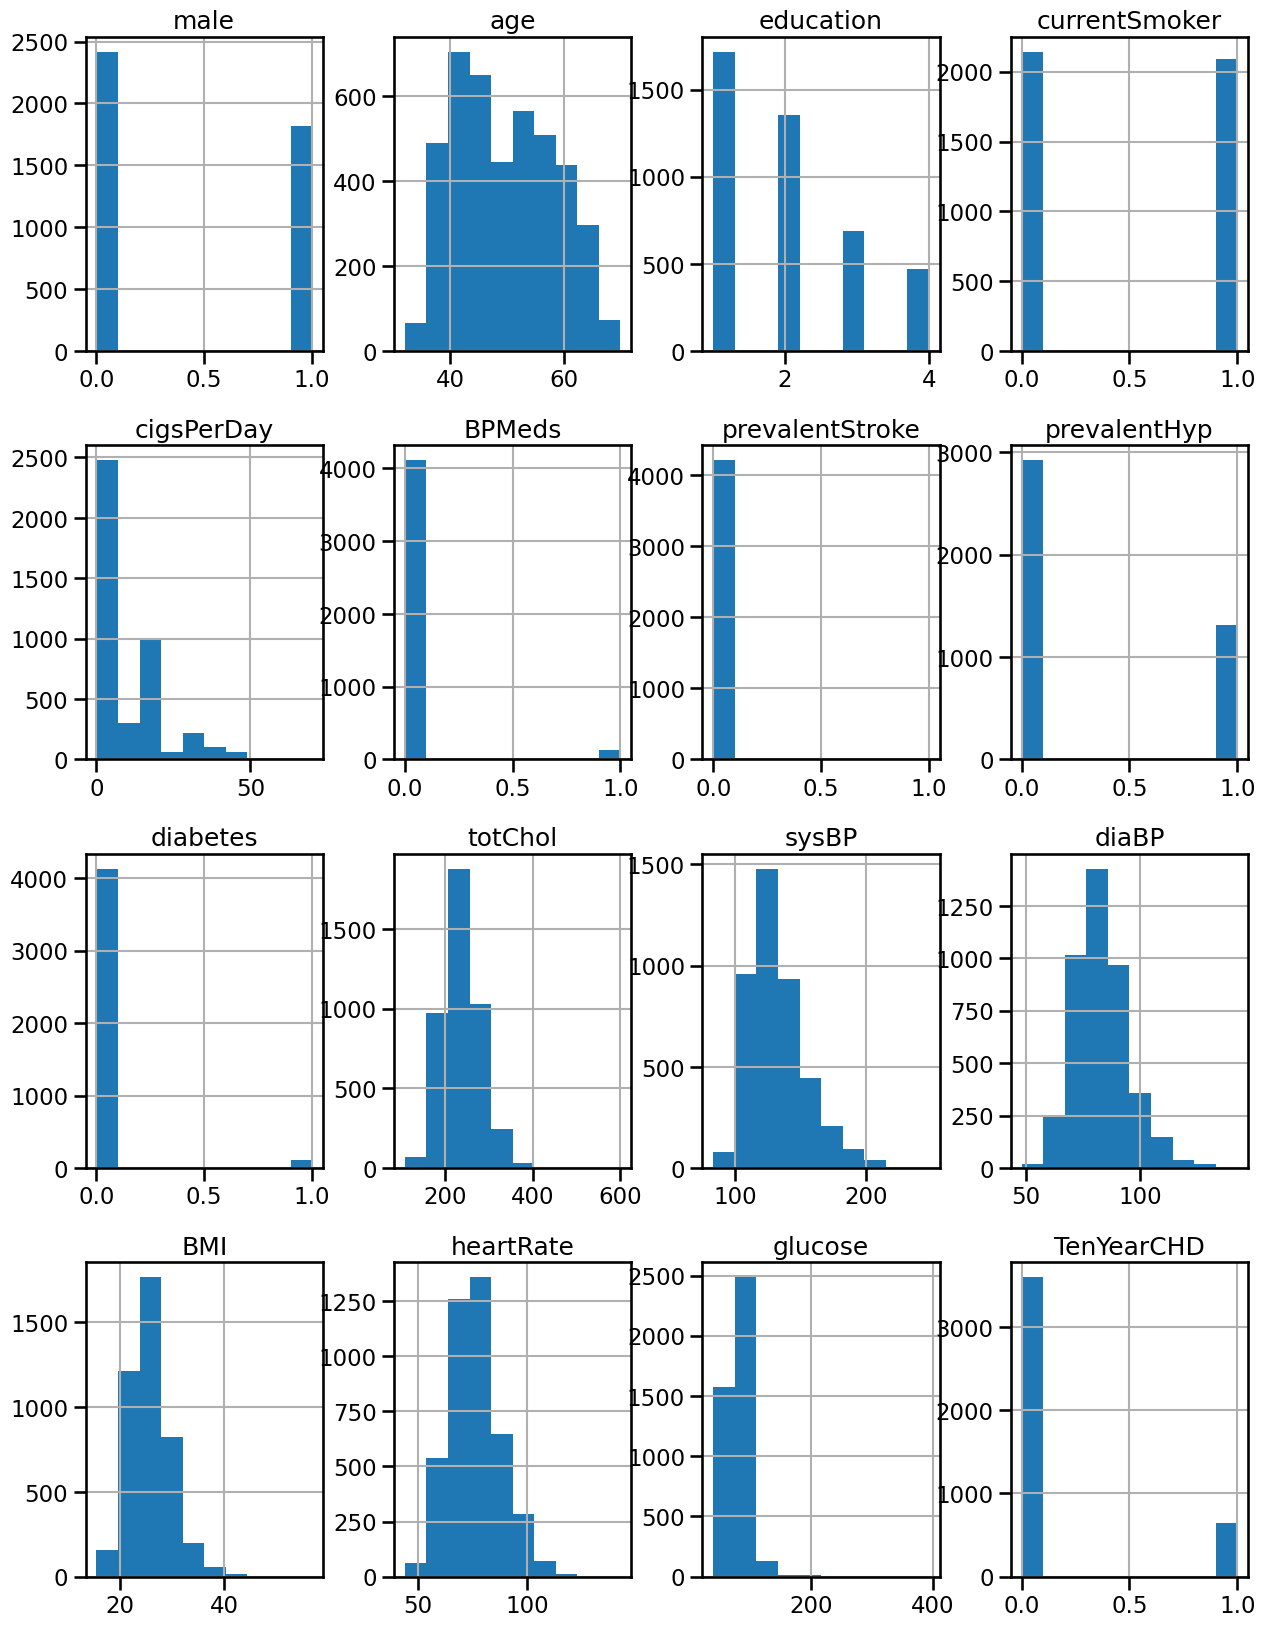 male age education currentSmoker
2500 2000 1500 1000 500 0
600 400 200 0
1500 1000 500 0
2000 1500 1000 500 0
0.0 0.5 1.0
40 60
2 4
0.0 0.5 1.0
cigsPerDay BPMeds prevalentStroke prevalentHyp
2500 2000 1500 1000 500 0
4000 3000 2000 1000 0
4000 3000 2000 1000 0
3000 2000 1000 0
0 50
0.0 0.5 1.0
0.0 0.5 1.0
0.0 0.5 1.0
diabetes totChol sysBP diaBP
4000 3000 2000 1000 0
1500 1000 500 0
1500 1000 500 0
1250 1000 750 500 250 0
0.0 0.5 1.0
200 400 600
100 200
50 100
BMI heartRate glucose TenYearCHD
1500 1000 500 0
1250 1000 750 500 250 0
2500 2000 1500 1000 500 0
3000 2000 1000 0
20 40
50 100
200 400
0.0 0.5 1.0